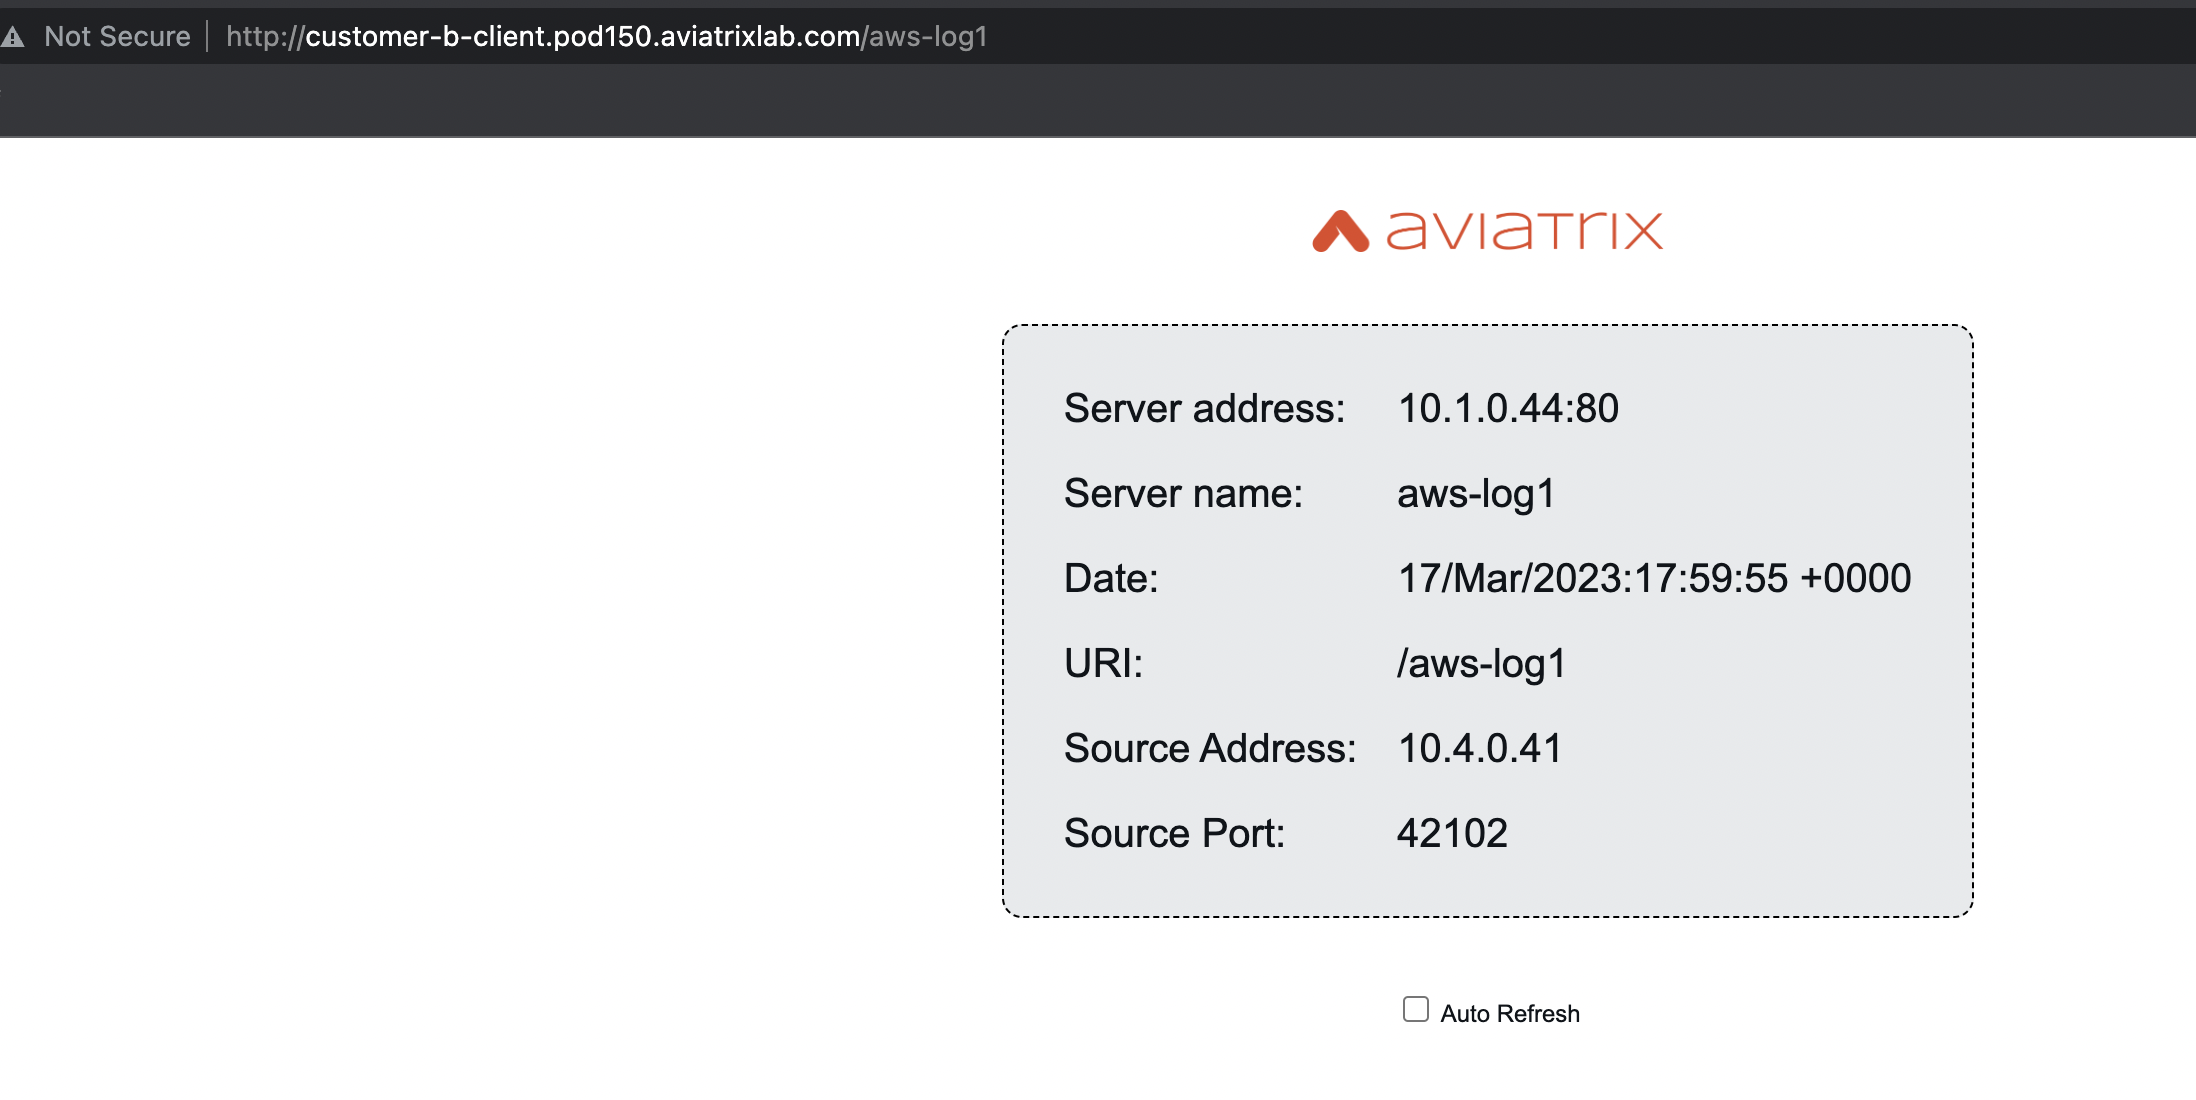 Not Secure http://customer-b-client.pod150.aviatrixlab.com/aws-log1
aviatrix
Server address: 10.1.0.44:80
Server name: aws-log1
Date: 17/Mar/2023:17:59:55 +0000
URI: /aws-log1
Source Address: 10.4.0.41
Source Port: 42102
Auto Refresh